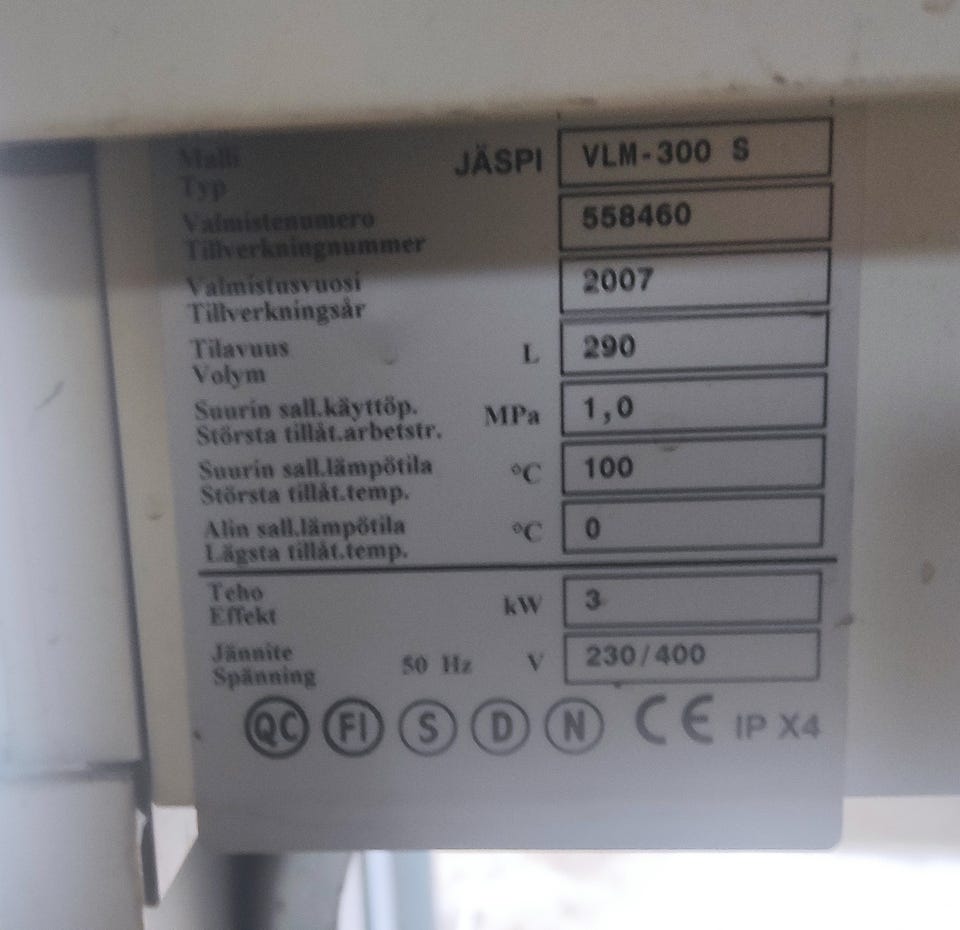 Malli JÄSPI VLM-300 S
Typ
Valmistenumero 558460
Tillverkningnummer
Valmistusvuosi 2007
Tillverkningsår
Tilavuus L 290
Volym
Suurin sall.käyttöp. MPa 1,0
Största tillåt.arbetstr.
Suurin sall.lämpötila °C 100
Största tillåt.temp.
Alin sall.lämpötila °C 0
Lägsta tillåt.temp.
Teho kW 3
Effekt
Jännite 50 Hz V 230/400
Spänning
QC FI S D N CE IP X4